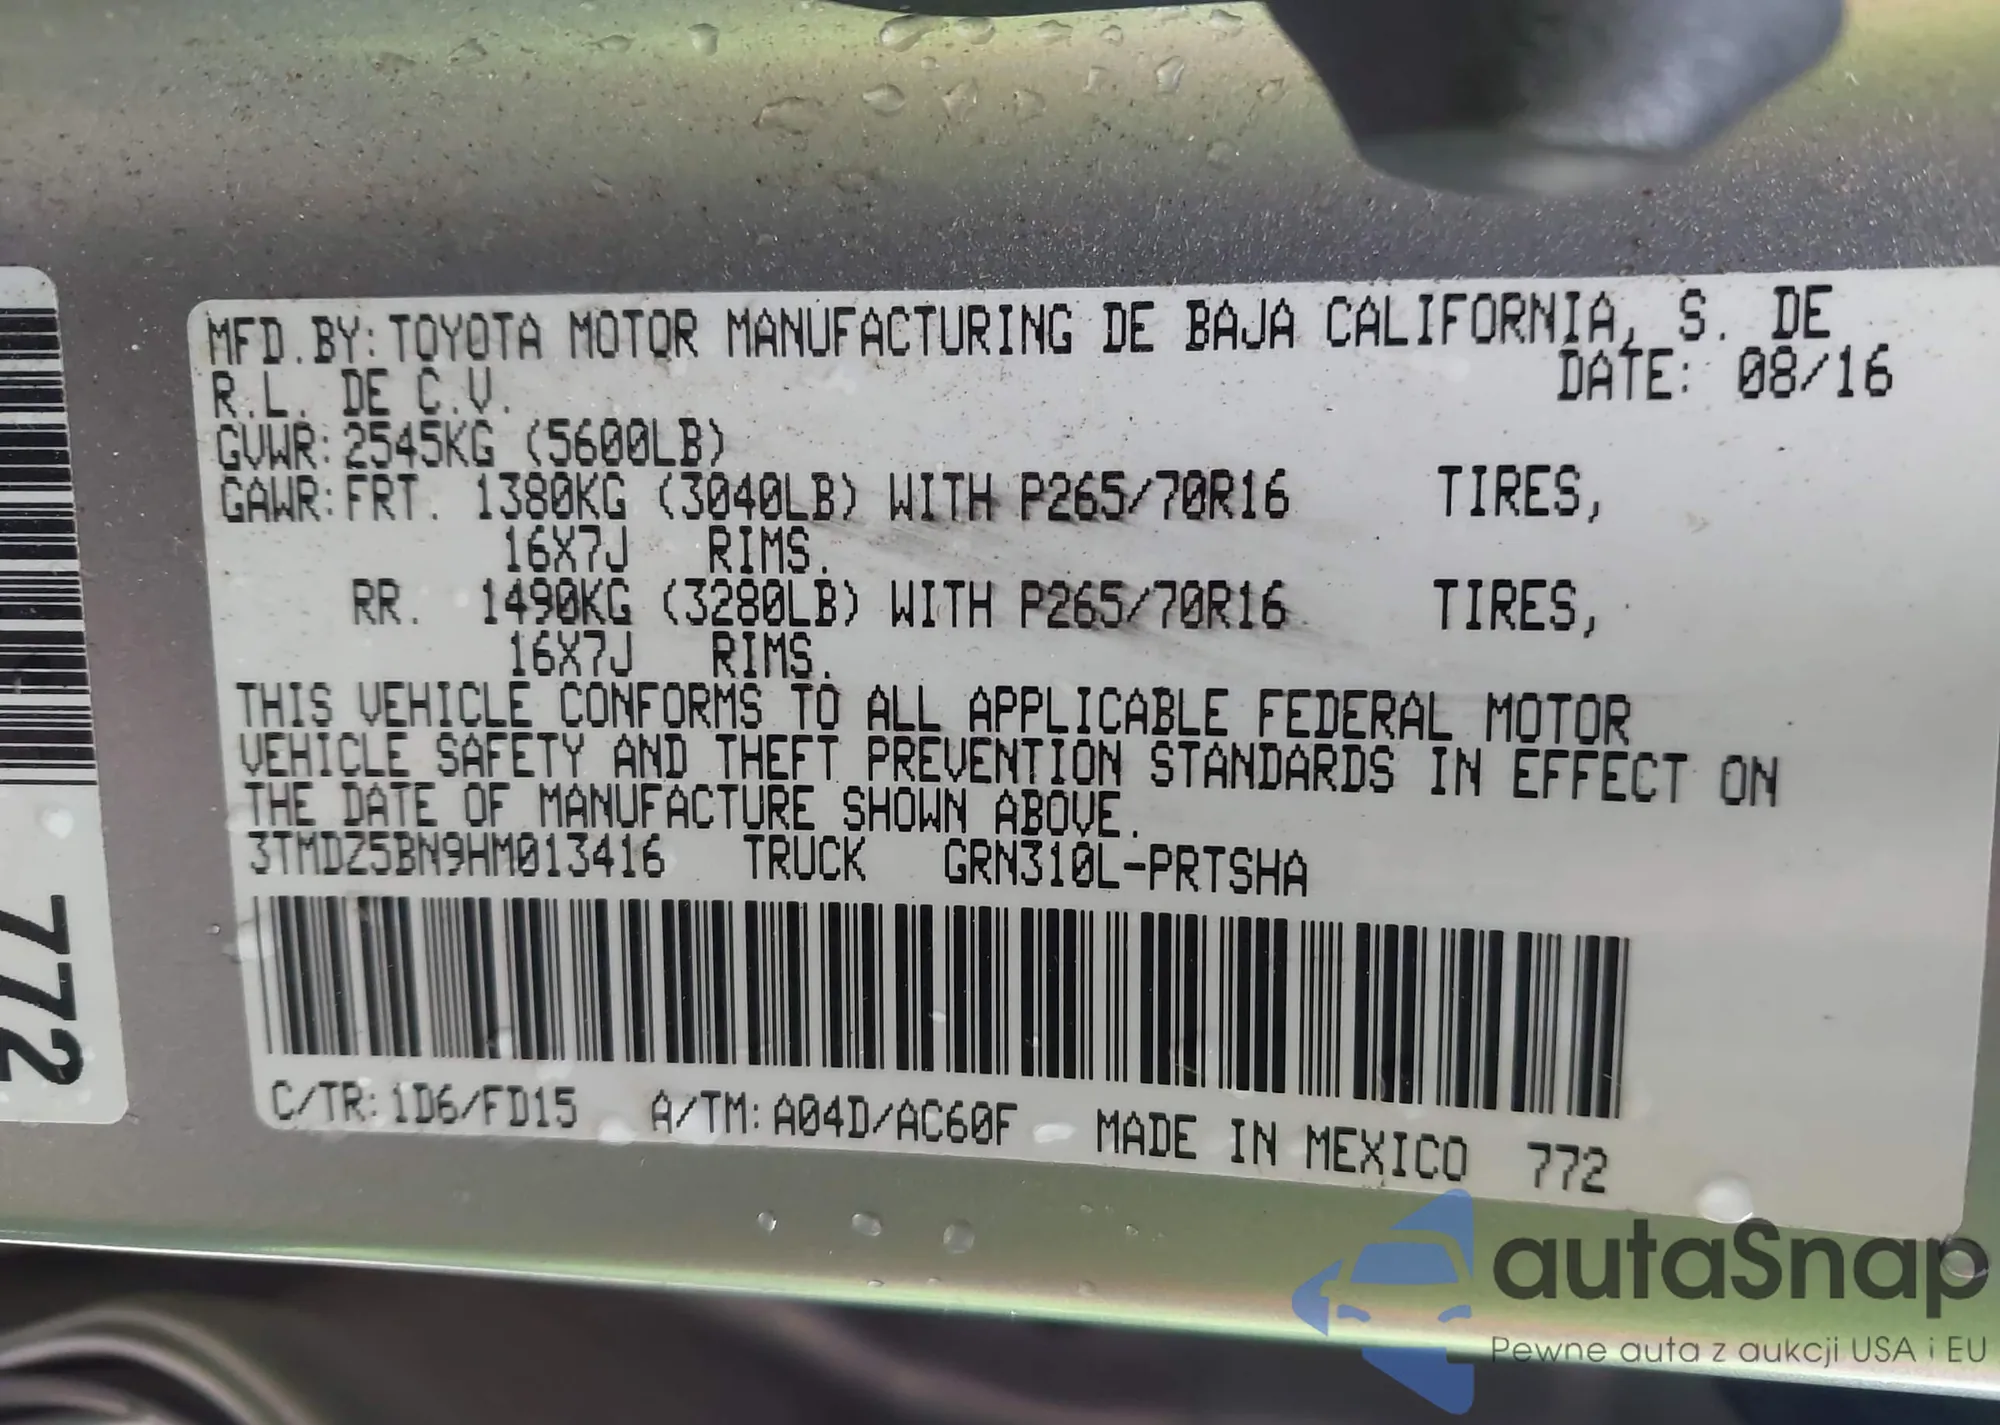 MFD.BY:TOYOTA MOTOR MANUFACTURING DE BAJA CALIFORNIA, S. DE
R.L. DE C.V. DATE: 08/16
GVWR:2545KG (5600LB)
GAWR:FRT. 1380KG (3040LB) WITH P265/70R16 TIRES,
16X7J RIMS.
RR. 1490KG (3280LB) WITH P265/70R16 TIRES,
16X7J RIMS.
THIS VEHICLE CONFORMS TO ALL APPLICABLE FEDERAL MOTOR
VEHICLE SAFETY AND THEFT PREVENTION STANDARDS IN EFFECT ON
THE DATE OF MANUFACTURE SHOWN ABOVE.
3TMDZ5BN9HM013416 TRUCK GRN310L-PRTSHA
C/TR:1D6/FD15 A/TM:A04D/AC60F MADE IN MEXICO 772
772
autaSnap
Pewne auta z aukcji USA i EU